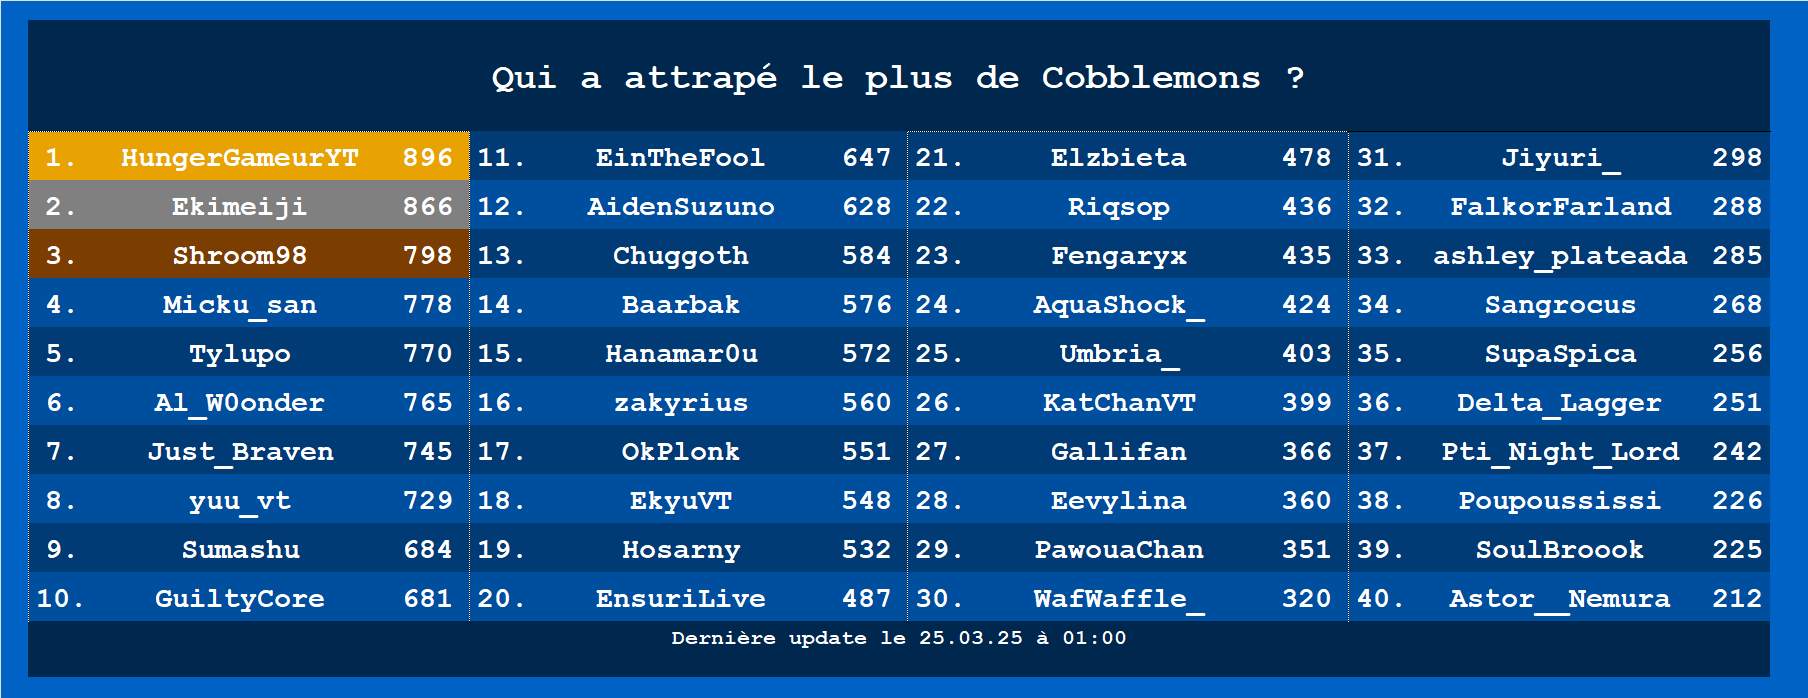 Qui a attrapé le plus de Cobblemons ?
1. HungerGameurYT 896
2. Ekimeiji 866
3. Shroom98 798
4. Micku_san 778
5. Tylupo 770
6. Al_W0onder 765
7. Just_Braven 745
8. yuu_vt 729
9. Sumashu 684
10. GuiltyCore 681
11. EinTheFool 647
12. AidenSuzuno 628
13. Chuggoth 584
14. Baarbak 576
15. Hanamar0u 572
16. zakyrius 560
17. OkPlonk 551
18. EkyuVT 548
19. Hosarny 532
20. EnsuriLive 487
21. Elzbieta 478
22. Riqsop 436
23. Fengaryx 435
24. AquaShock_ 424
25. Umbria_ 403
26. KatChanVT 399
27. Gallifan 366
28. Eevylina 360
29. PawouaChan 351
30. WafWaffle_ 320
31. Jiyuri_ 298
32. FalkorFarland 288
33. ashley_plateada 285
34. Sangrocus 268
35. SupaSpica 256
36. Delta_Lagger 251
37. Pti_Night_Lord 242
38. Poupoussissi 226
39. SoulBroook 225
40. Astor__Nemura 212
Dernière update le 25.03.25 à 01:00